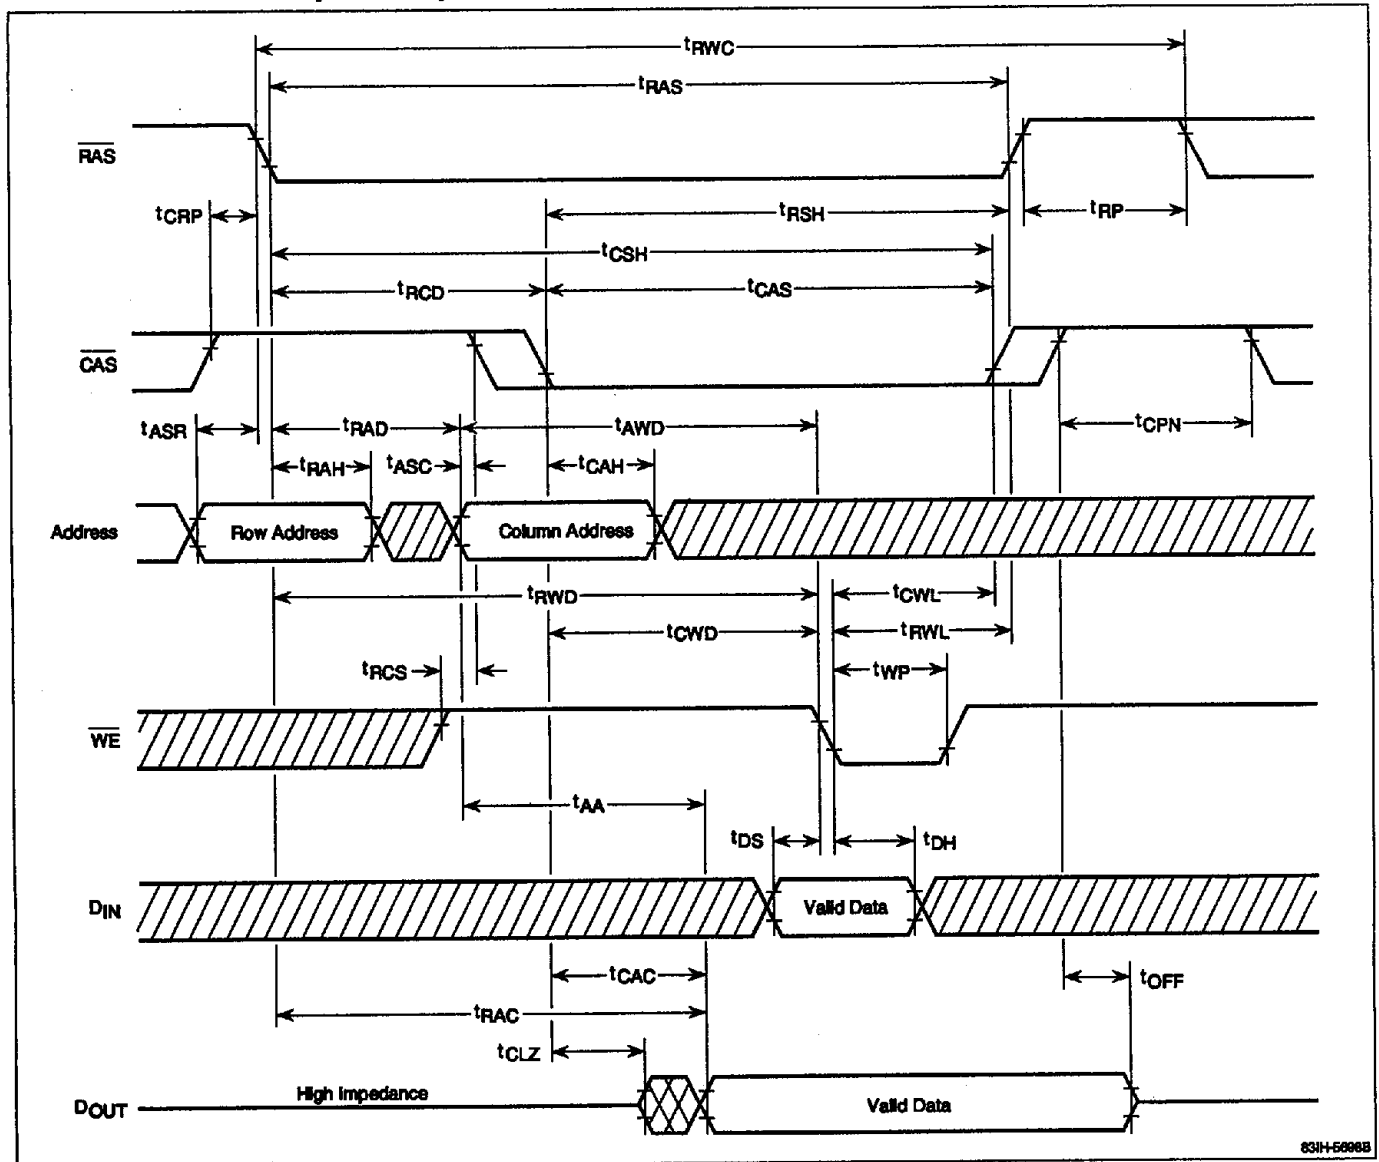 tRWC
tRAS
RAS
tCRP
tRSH
tRP
tCSH
tRCD
tCAS
CAS
tASR
tRAD
tAWD
tCPN
tRAH
tASC
tCAH
Address
Row Address
Column Address
tRWD
tCWL
tCWD
tRWL
tRCS
tWP
WE
tAA
tDS
tDH
DIN
Valid Data
tCAC
tOFF
tRAC
tCLZ
High Impedance
DOUT
Valid Data
83IH-5698B